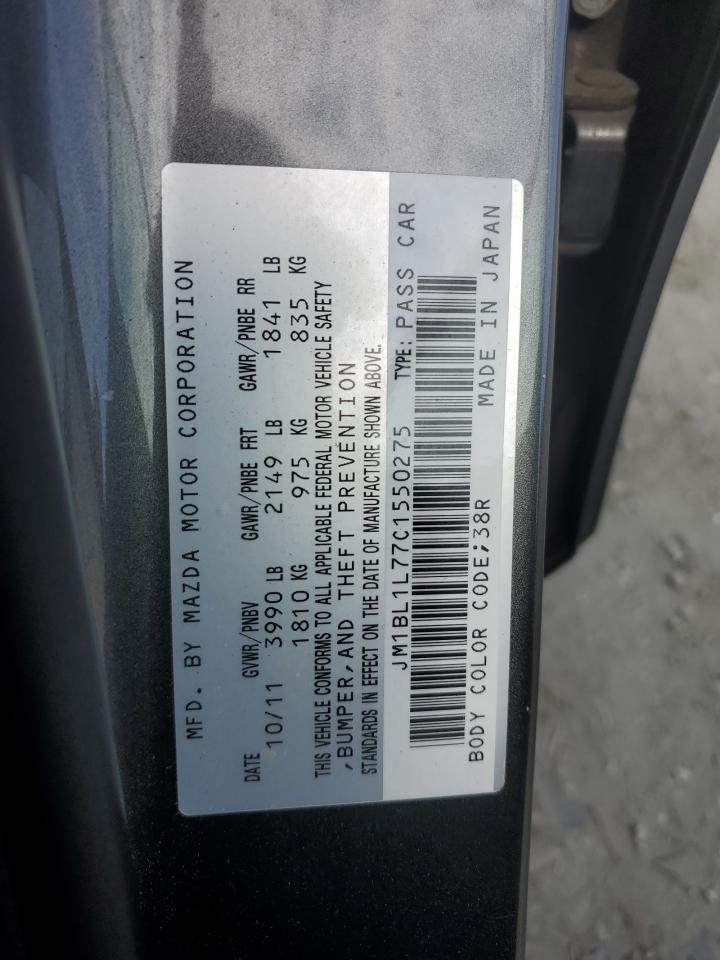 MFD. BY MAZDA MOTOR CORPORATION
DATE GVWR/PNBV GAWR/PNBE FRT GAWR/PNBE RR
10/11 3990 LB 2149 LB 1841 LB
1810 KG 975 KG 835 KG
THIS VEHICLE CONFORMS TO ALL APPLICABLE FEDERAL MOTOR VEHICLE SAFETY
,BUMPER,AND THEFT PREVENTION
STANDARDS IN EFFECT ON THE DATE OF MANUFACTURE SHOWN ABOVE.
JM1BL1L77C1550275 TYPE: PASS CAR
BODY COLOR CODE;38R MADE IN JAPAN